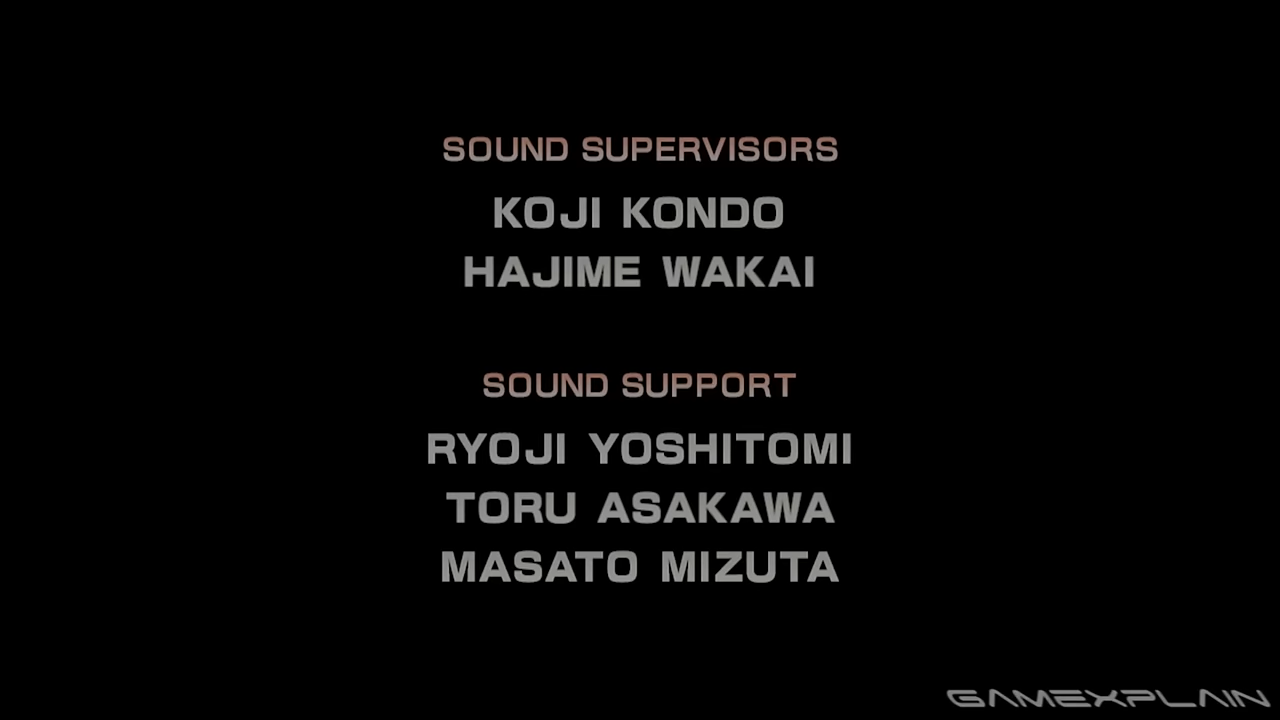 SOUND SUPERVISORS
KOJI KONDO
HAJIME WAKAI
SOUND SUPPORT
RYOJI YOSHITOMI
TORU ASAKAWA
MASATO MIZUTA
GAMEXPLAIN